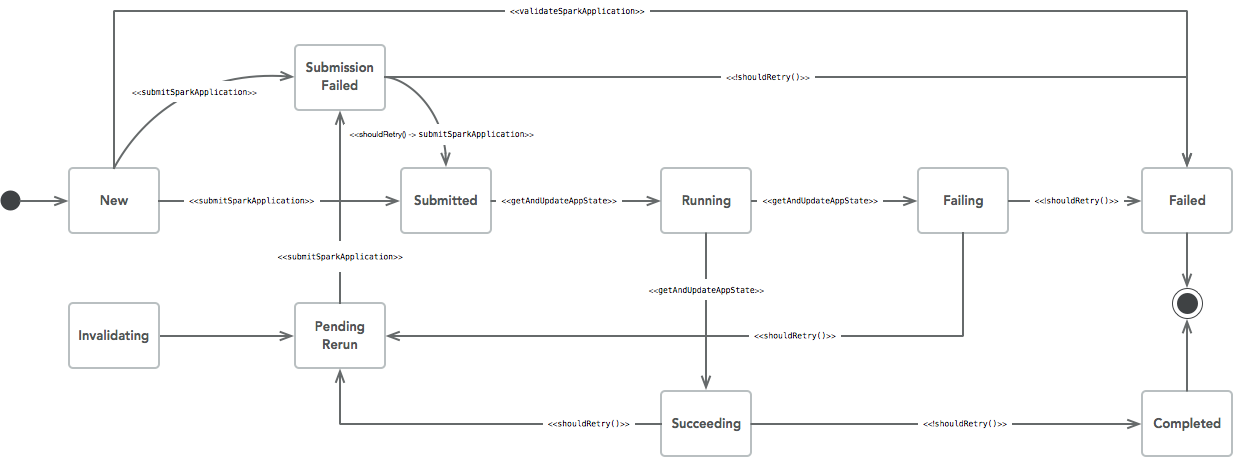 <<validateSparkApplication>>
Submission
Failed
<<!shouldRetry()>>
<<submitSparkApplication>>
<<shouldRetry() -> submitSparkApplication>>
New
<<submitSparkApplication>>
Submitted
<<getAndUpdateAppState>>
Running
<<getAndUpdateAppState>>
Failing
<<!shouldRetry()>>
Failed
<<submitSparkApplication>>
<<getAndUpdateAppState>>
Invalidating
Pending
Rerun
<<shouldRetry()>>
<<shouldRetry()>>
Succeeding
<<!shouldRetry()>>
Completed